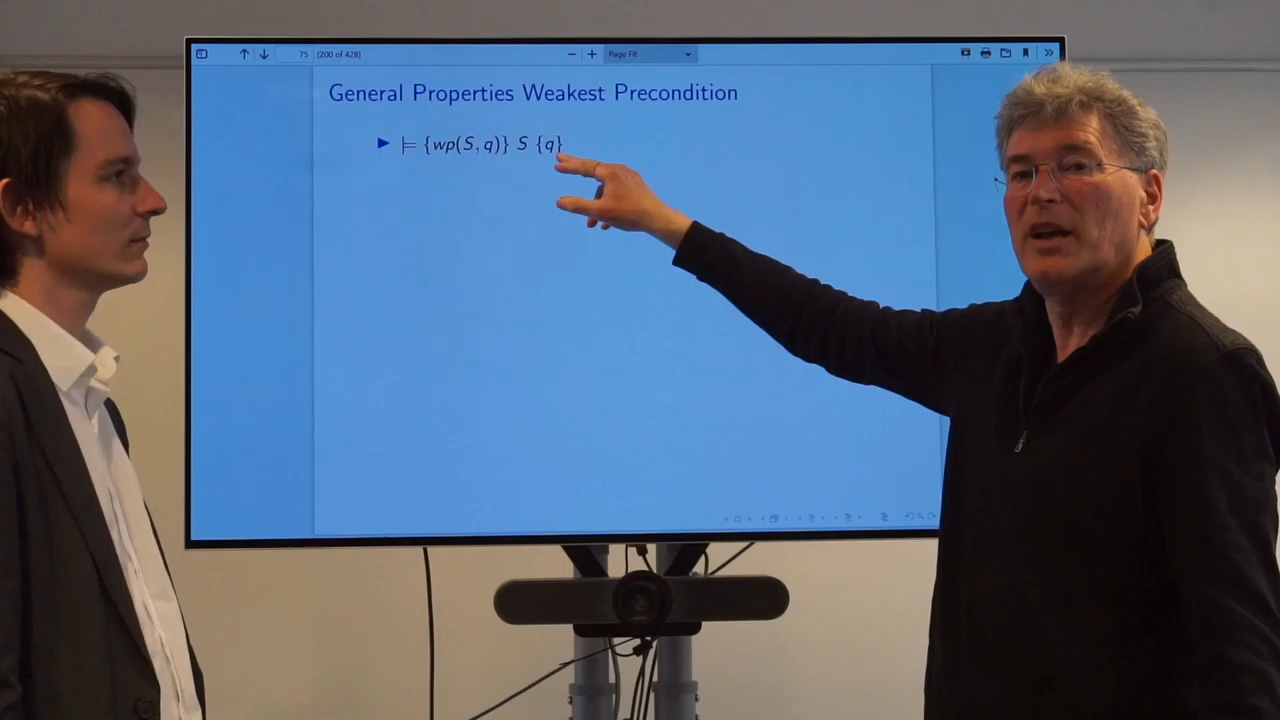 75 (200 of 428) Page Fit
General Properties Weakest Precondition
▶ ⊨ {wp(S, q)} S {q}